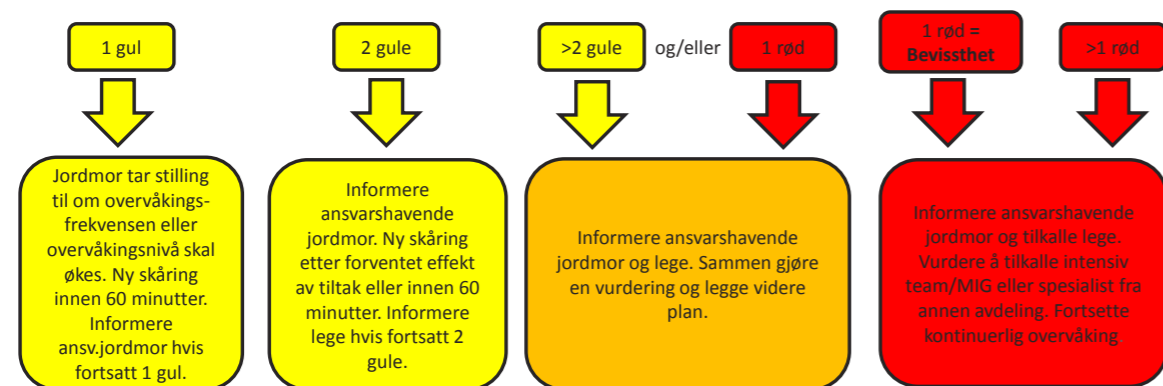 1 gul
2 gule
>2 gule
og/eller
1 rød
1 rød =
Bevissthet
>1 rød
Jordmor tar stilling
til om overvåkings-
frekvensen eller
overvåkingsnivå skal
økes. Ny skåring
innen 60 minutter.
Informere
ansv.jordmor hvis
fortsatt 1 gul.
Informere
ansvarshavende
jordmor. Ny skåring
etter forventet effekt
av tiltak eller innen 60
minutter. Informere
lege hvis fortsatt 2
gule.
Informere ansvarshavende
jordmor og lege. Sammen gjøre
en vurdering og legge videre
plan.
Informere ansvarshavende
jordmor og tilkalle lege.
Vurdere å tilkalle intensiv
team/MIG eller spesialist fra
annen avdeling. Fortsette
kontinuerlig overvåking.